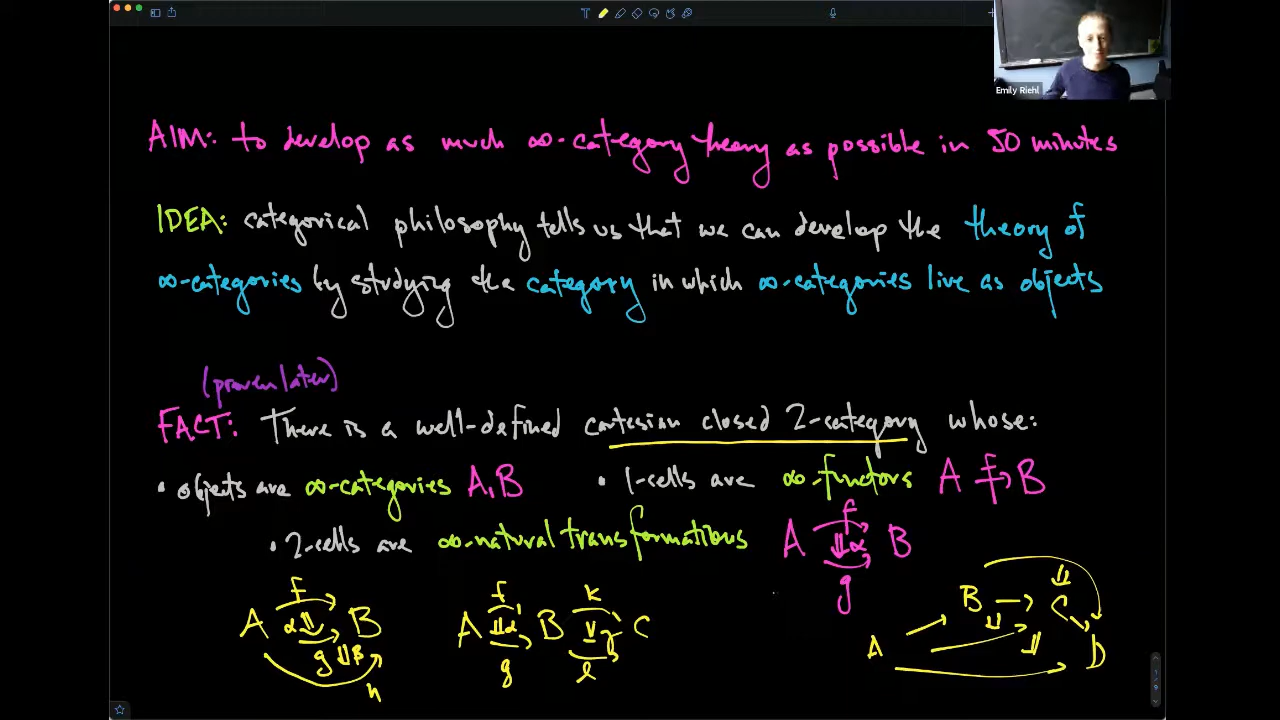 Emily Riehl
AIM: to develop as much ∞-category theory as possible in 50 minutes
IDEA: categorical philosophy tells us that we can develop the theory of
∞-categories by studying the category in which ∞-categories live as objects
(proven later)
FACT: There is a well-defined cartesian closed 2-category whose:
• objects are ∞-categories A, B • 1-cells are ∞-functors A f→ B
• 2-cells are ∞-natural transformations A f ⇓α g B
A f α⇓ g ⇓β h B
A f ⇓α g B k ⇓γ l C
A → B → C → D ⇓ ⇓ ⇓